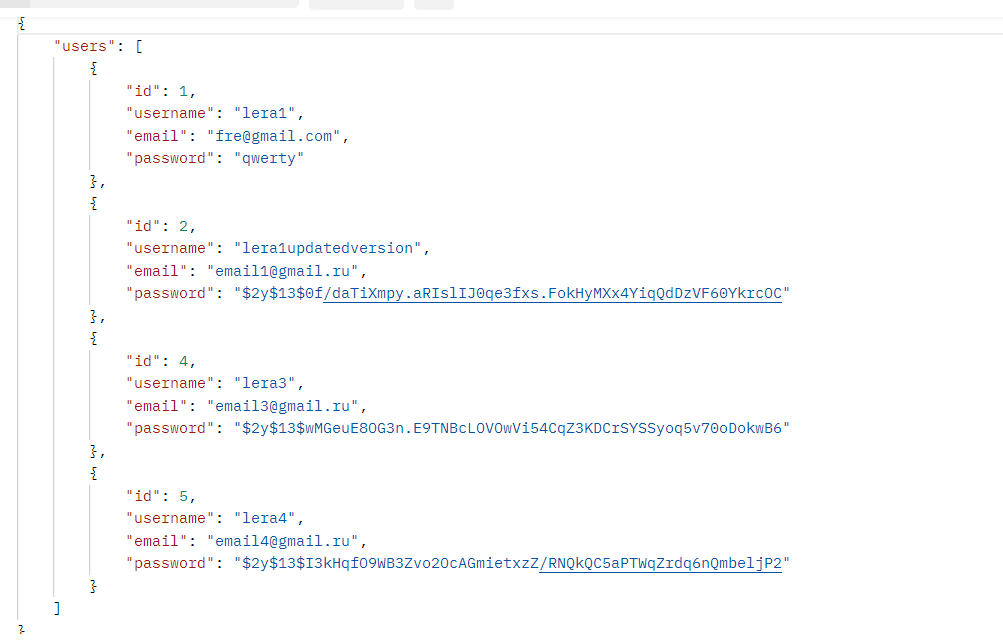 {
"users": [
{
"id": 1,
"username": "lera1",
"email": "fre@gmail.com",
"password": "qwerty"
},
{
"id": 2,
"username": "lera1updatedversion",
"email": "email1@gmail.ru",
"password": "$2y$13$0f/daTiXmpy.aRIslIJ0qe3fxs.FokHyMXx4YiqQdDzVF60YkrcOC"
},
{
"id": 4,
"username": "lera3",
"email": "email3@gmail.ru",
"password": "$2y$13$wMGeuE8OG3n.E9TNBcLOVOwVi54CqZ3KDCrSYSSyoq5v70oDokwB6"
},
{
"id": 5,
"username": "lera4",
"email": "email4@gmail.ru",
"password": "$2y$13$I3kHqfO9WB3Zvo2OcAGmietxzZ/RNQkQC5aPTWqZrdq6nQmbeljP2"
}
]
}